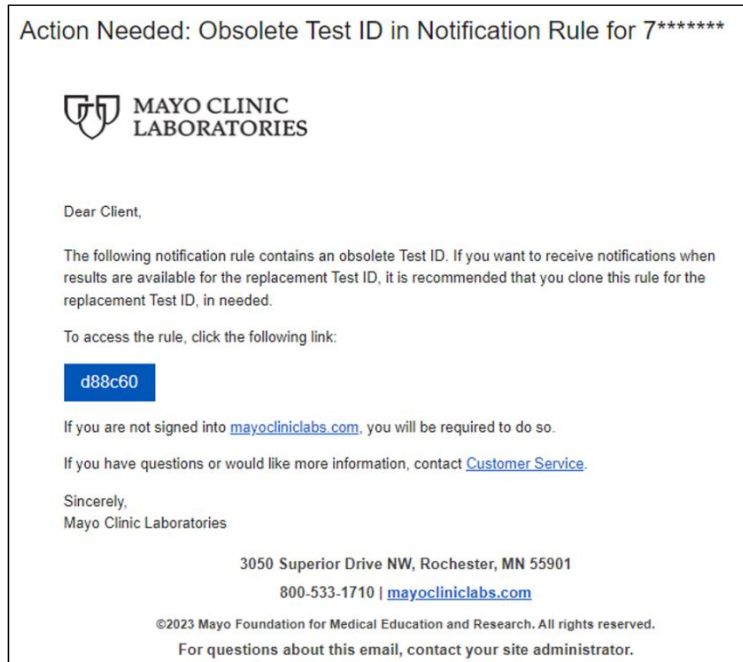 Action Needed: Obsolete Test ID in Notification Rule for 7*******
MAYO CLINIC
LABORATORIES
Dear Client,
The following notification rule contains an obsolete Test ID. If you want to receive notifications when
results are available for the replacement Test ID, it is recommended that you clone this rule for the
replacement Test ID, in needed.
To access the rule, click the following link:
d88c60
If you are not signed into mayocliniclabs.com, you will be required to do so.
If you have questions or would like more information, contact Customer Service.
Sincerely,
Mayo Clinic Laboratories
3050 Superior Drive NW, Rochester, MN 55901
800-533-1710 | mayocliniclabs.com
©2023 Mayo Foundation for Medical Education and Research. All rights reserved.
For questions about this email, contact your site administrator.